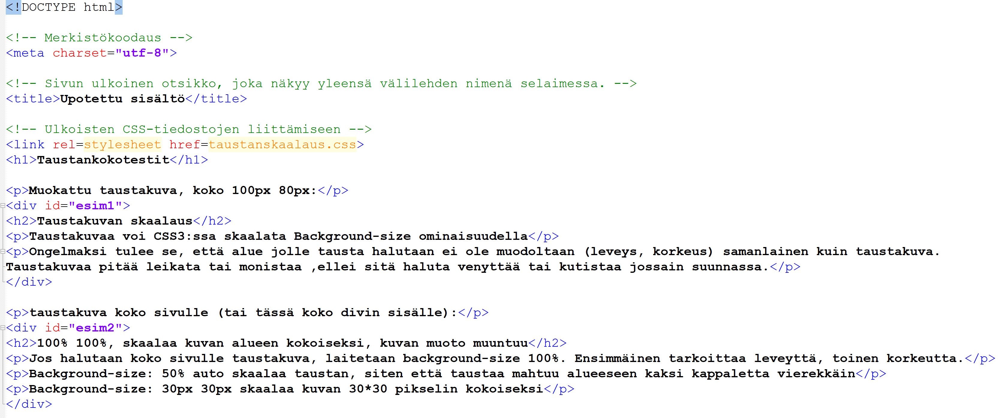 <!DOCTYPE html>
<!-- Merkistökoodaus -->
<meta charset="utf-8">
<!-- Sivun ulkoinen otsikko, joka näkyy yleensä välilehden nimenä selaimessa. -->
<title>Upotettu sisältö</title>
<!-- Ulkoisten CSS-tiedostojen liittämiseen -->
<link rel=stylesheet href=taustanskaalaus.css>
<h1>Taustankokotestit</h1>
<p>Muokattu taustakuva, koko 100px 80px:</p>
<div id="esim1">
<h2>Taustakuvan skaalaus</h2>
<p>Taustakuvaa voi CSS3:ssa skaalata Background-size ominaisuudella</p>
<p>Ongelmaksi tulee se, että alue jolle tausta halutaan ei ole muodoltaan (leveys, korkeus) samanlainen kuin taustakuva.
Taustakuvaa pitää leikata tai monistaa ,ellei sitä haluta venyttää tai kutistaa jossain suunnassa.</p>
</div>
<p>taustakuva koko sivulle (tai tässä koko divin sisälle):</p>
<div id="esim2">
<h2>100% 100%, skaalaa kuvan alueen kokoiseksi, kuvan muoto muuntuu</h2>
<p>Jos halutaan koko sivulle taustakuva, laitetaan background-size 100%. Ensimmäinen tarkoittaa leveyttä, toinen korkeutta.</p>
<p>Background-size: 50% auto skaalaa taustan, siten että taustaa mahtuu alueeseen kaksi kappaletta vierekkäin</p>
<p>Background-size: 30px 30px skaalaa kuvan 30*30 pikselin kokoiseksi</p>
</div>